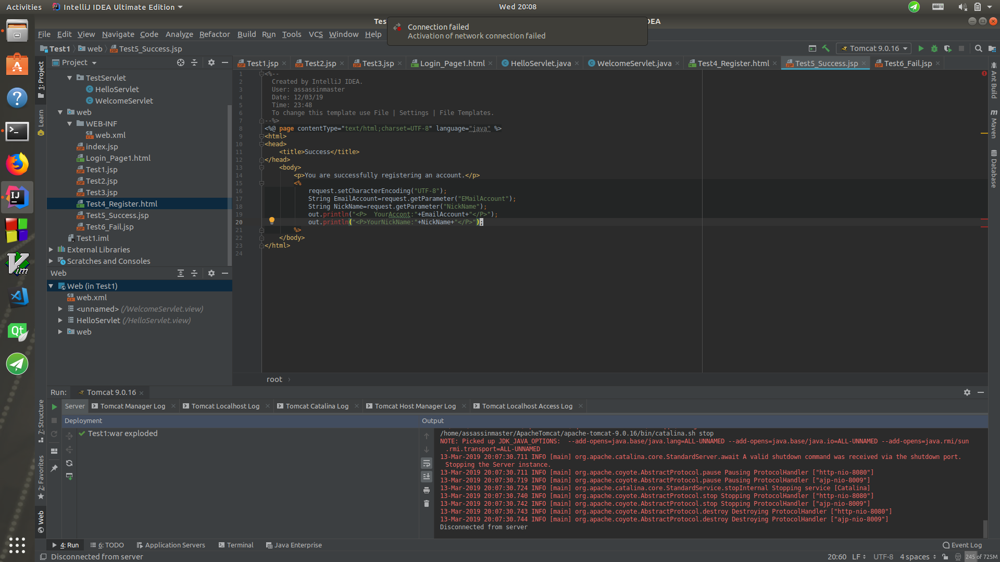 Activities IntelliJ IDEA Ultimate Edition Wed 20:08
Tes DEA
Connection failed
Activation of network connection failed
File Edit View Navigate Code Analyze Refactor Build Run Tools VCS Window Help
Test1 web Test5_Success.jsp Tomcat 9.0.16
Project
Test1.jsp Test2.jsp Test3.jsp Login_Page1.html HelloServlet.java WelcomeServlet.java Test4_Register.html Test5_Success.jsp Test6_Fail.jsp
1: Project
Learn
TestServlet
HelloServlet
WelcomeServlet
web
WEB-INF
web.xml
index.jsp
Login_Page1.html
Test1.jsp
Test2.jsp
Test3.jsp
Test4_Register.html
Test5_Success.jsp
Test6_Fail.jsp
Test1.iml
External Libraries
Scratches and Consoles
Web
Web (in Test1)
web.xml
<unnamed> (/WelcomeServlet.view)
HelloServlet (/HelloServlet.view)
web
1 <%--
2 Created by IntelliJ IDEA.
3 User: assassinmaster
4 Date: 12/03/19
5 Time: 23:48
6 To change this template use File | Settings | File Templates.
7 --%>
8 <%@ page contentType="text/html;charset=UTF-8" language="java" %>
9 <html>
10 <head>
11 <title>Success</title>
12 </head>
13 <body>
14 <p>You are successfully registering an account.</p>
15 <%
16 request.setCharacterEncoding("UTF-8");
17 String EmailAccount=request.getParameter("EMailAccount");
18 String NickName=request.getParameter("NickName");
19 out.println("<P>  YourAccont:"+EmailAccount+"</P>");
20 out.println("<P>YourNickName:"+NickName+"</P>");
21 %>
22 </body>
23 </html>
24
root
Ant Build
Maven
Database
Run: Tomcat 9.0.16
Server Tomcat Manager Log Tomcat Localhost Log Tomcat Catalina Log Tomcat Host Manager Log Tomcat Localhost Access Log
Deployment Output
Test1:war exploded
7: Structure
2: Favorites
Web
/home/assassinmaster/ApacheTomcat/apache-tomcat-9.0.16/bin/catalina.sh stop
NOTE: Picked up JDK_JAVA_OPTIONS:  --add-opens=java.base/java.lang=ALL-UNNAMED --add-opens=java.base/java.io=ALL-UNNAMED --add-opens=java.rmi/sun
.rmi.transport=ALL-UNNAMED
13-Mar-2019 20:07:30.711 INFO [main] org.apache.catalina.core.StandardServer.await A valid shutdown command was received via the shutdown port.
Stopping the Server instance.
13-Mar-2019 20:07:30.711 INFO [main] org.apache.coyote.AbstractProtocol.pause Pausing ProtocolHandler ["http-nio-8080"]
13-Mar-2019 20:07:30.719 INFO [main] org.apache.coyote.AbstractProtocol.pause Pausing ProtocolHandler ["ajp-nio-8009"]
13-Mar-2019 20:07:30.724 INFO [main] org.apache.catalina.core.StandardService.stopInternal Stopping service [Catalina]
13-Mar-2019 20:07:30.740 INFO [main] org.apache.coyote.AbstractProtocol.stop Stopping ProtocolHandler ["http-nio-8080"]
13-Mar-2019 20:07:30.742 INFO [main] org.apache.coyote.AbstractProtocol.stop Stopping ProtocolHandler ["ajp-nio-8009"]
13-Mar-2019 20:07:30.743 INFO [main] org.apache.coyote.AbstractProtocol.destroy Destroying ProtocolHandler ["http-nio-8080"]
13-Mar-2019 20:07:30.744 INFO [main] org.apache.coyote.AbstractProtocol.destroy Destroying ProtocolHandler ["ajp-nio-8009"]
Disconnected from server
4: Run 6: TODO Application Servers Terminal Java Enterprise Event Log
Disconnected from server 20:60 LF UTF-8 4 spaces 245 of 725M